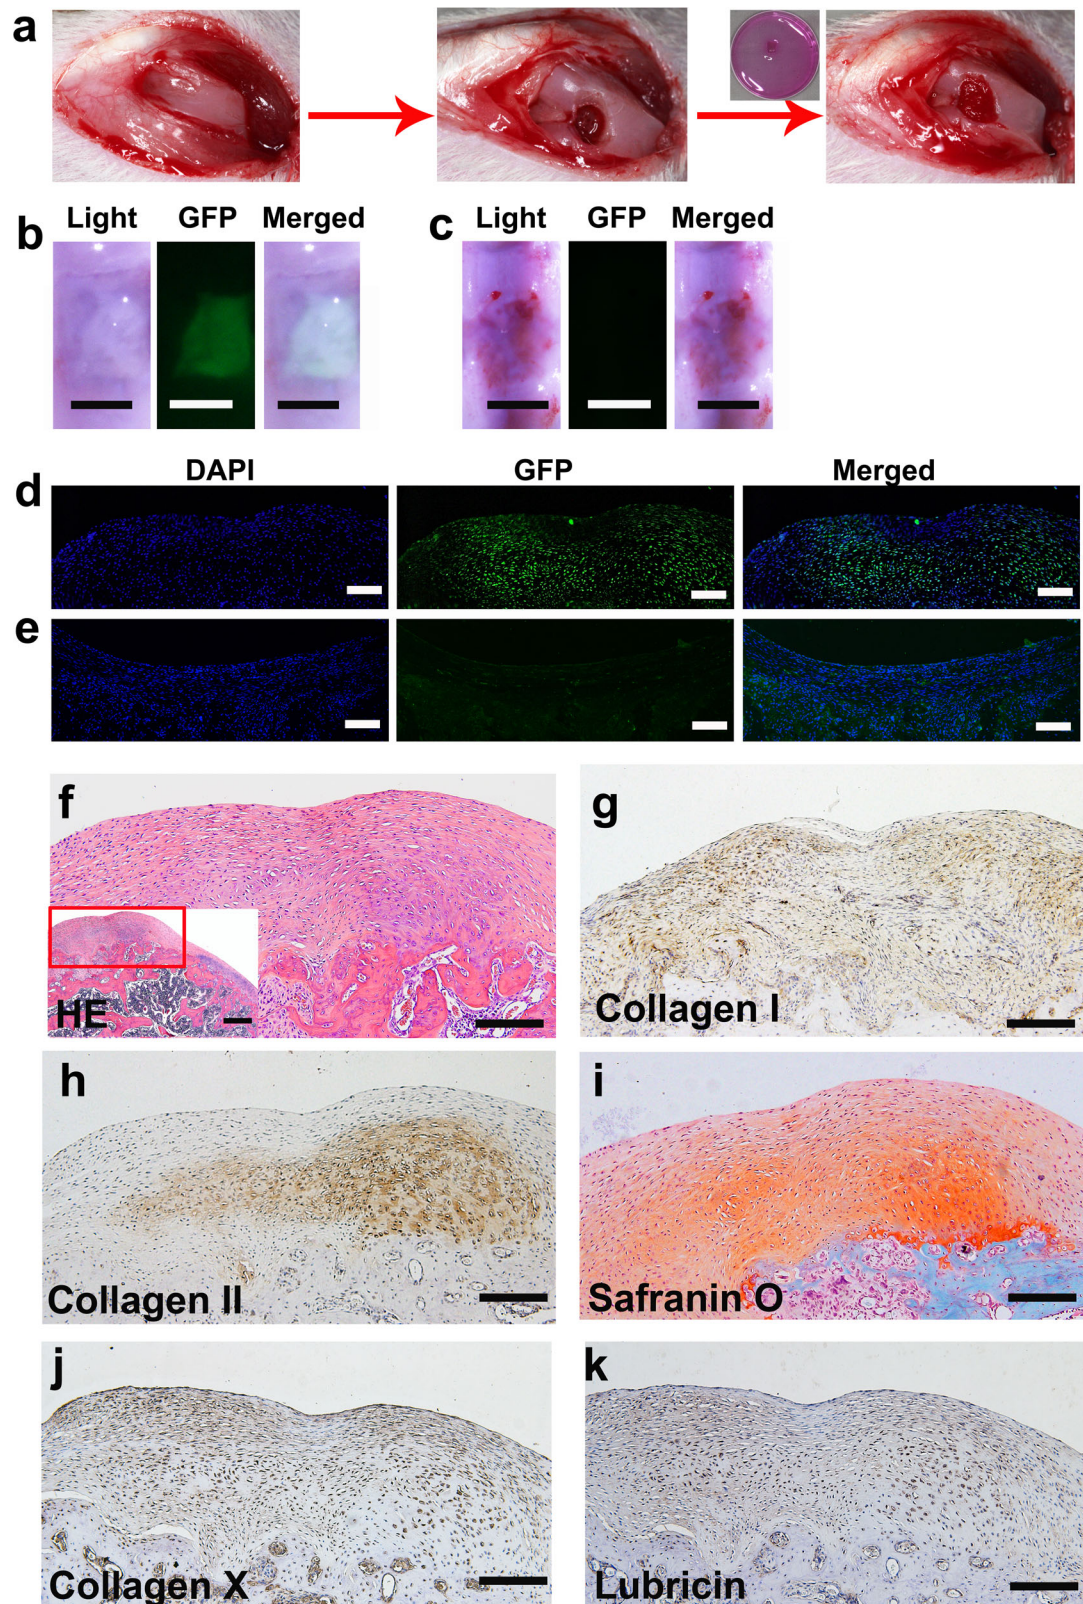 a
b
Light GFP Merged
c
Light GFP Merged
DAPI GFP Merged
d
e
f
HE
g
Collagen I
h
Collagen II
i
Safranin O
j
Collagen X
k
Lubricin